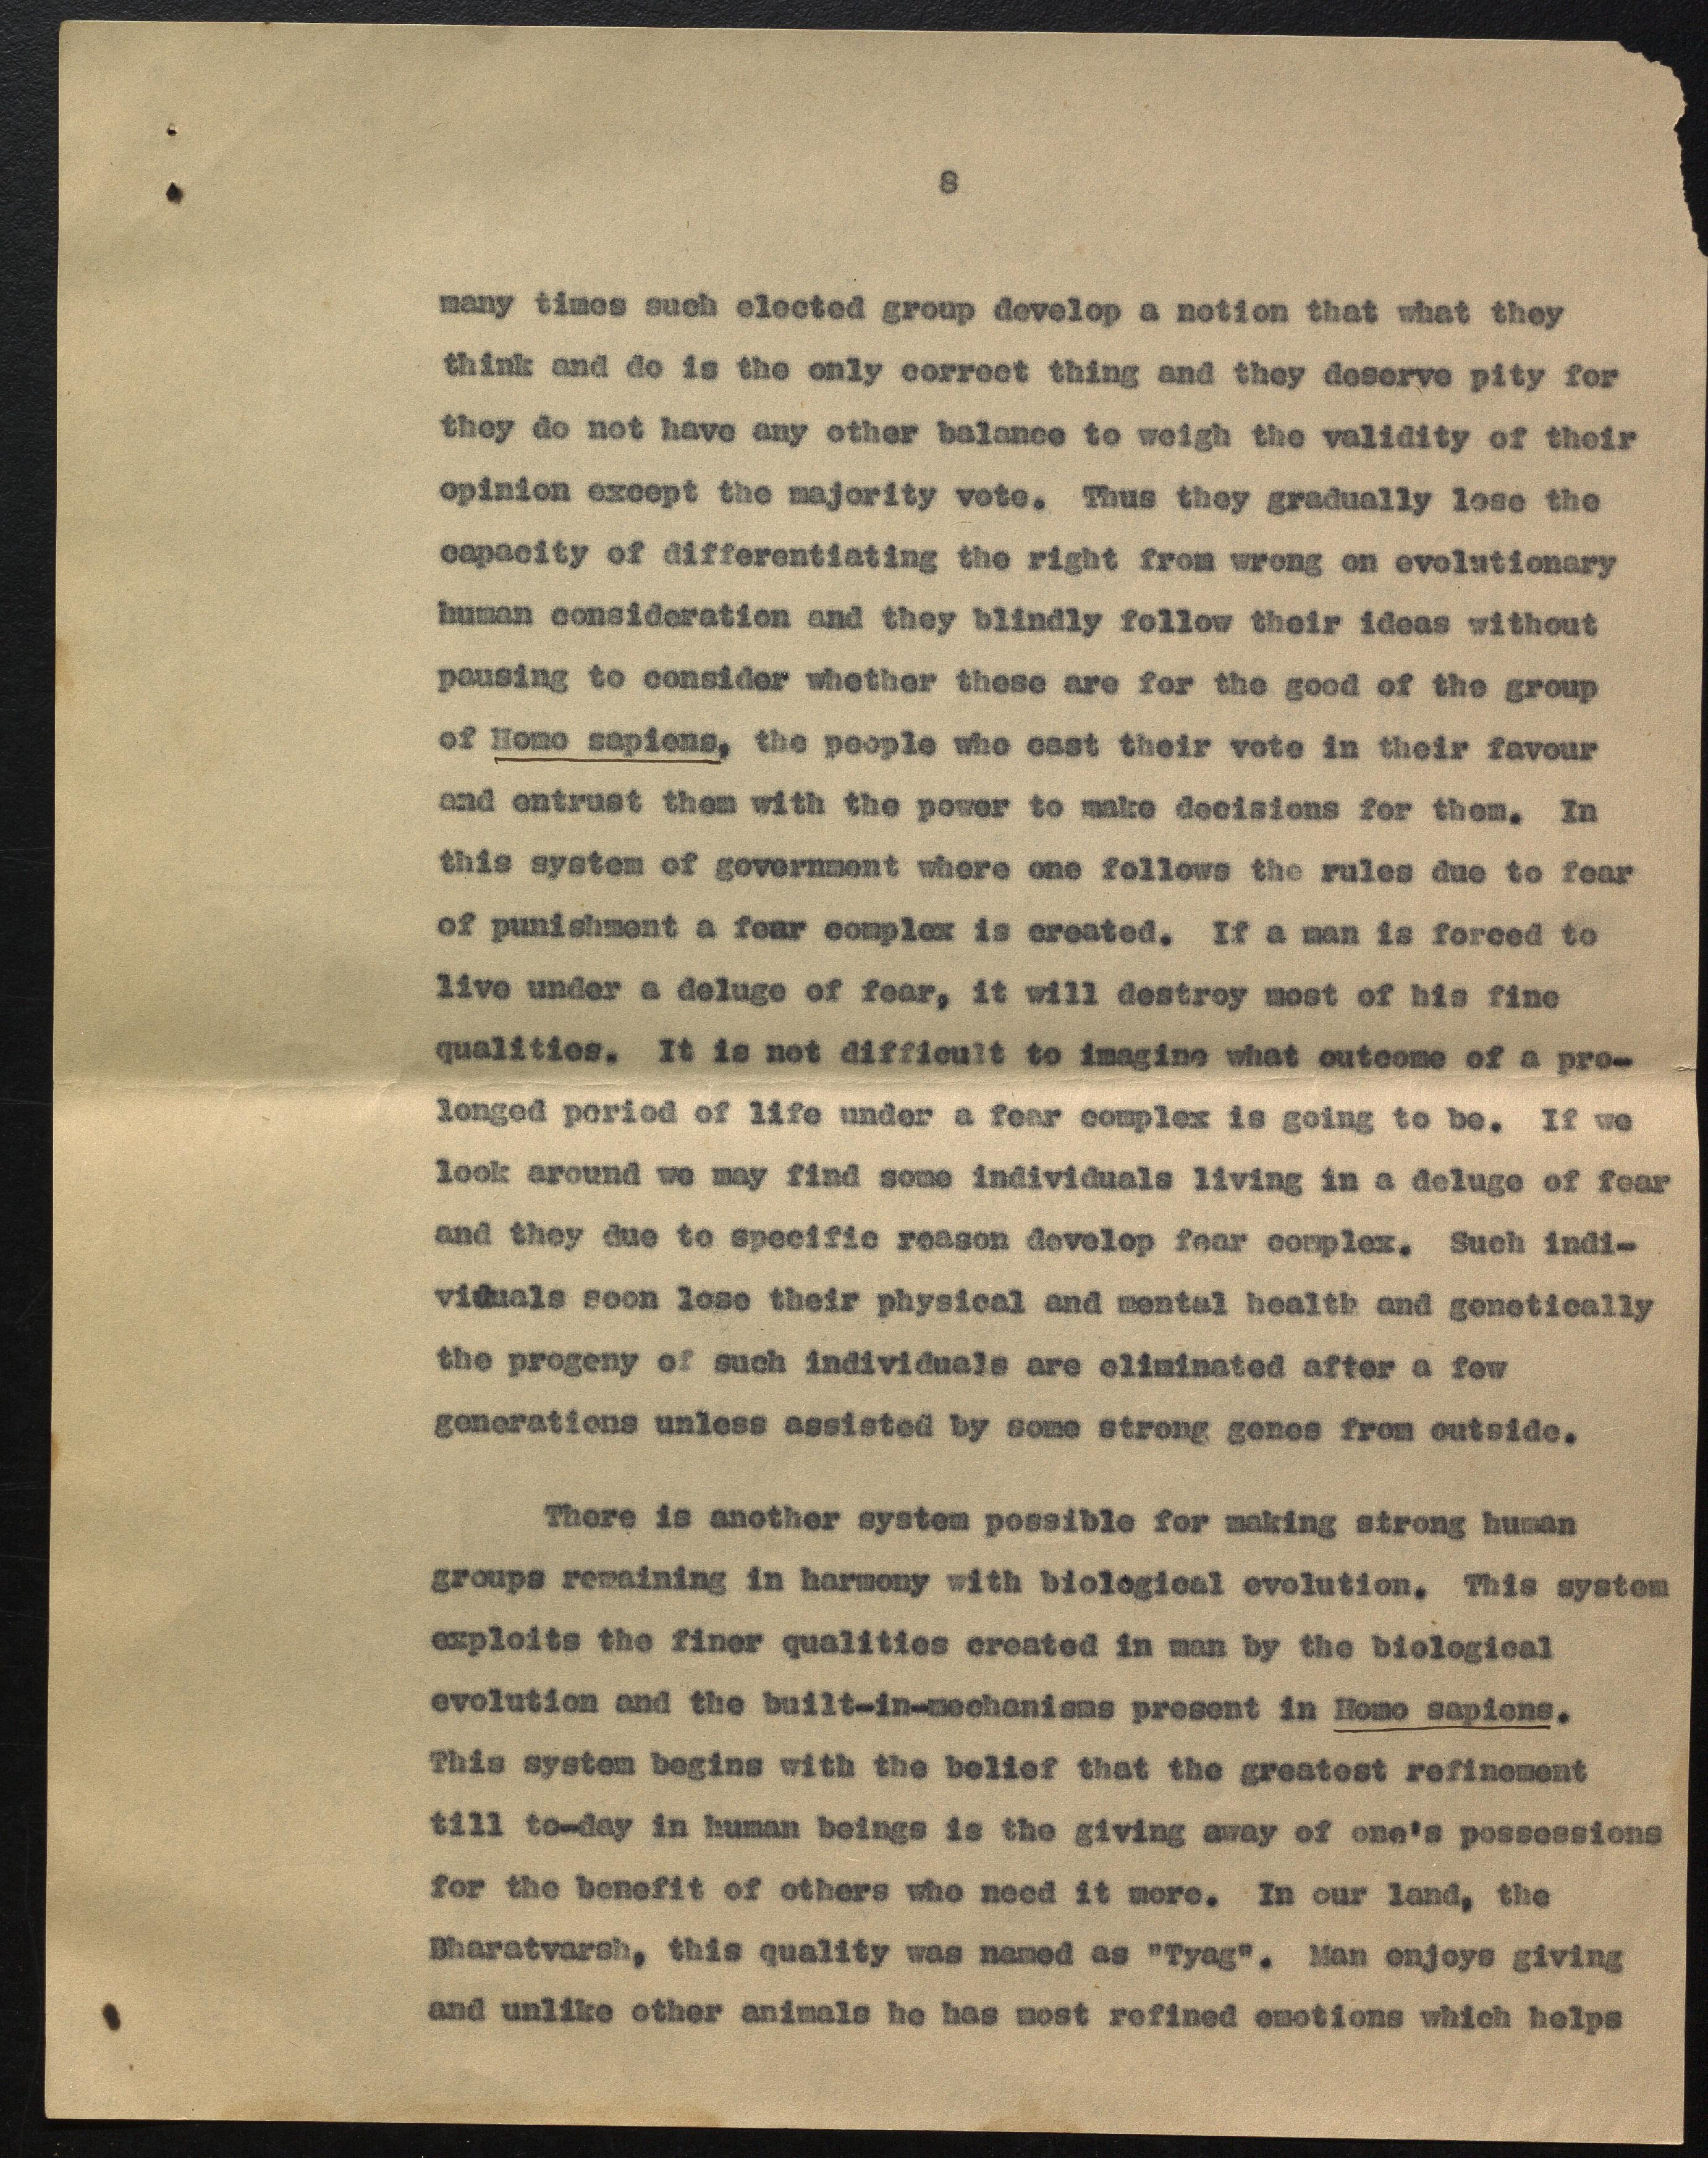 8
many times such elected group develop a notion that what they
think and do is the only correct thing and they deserve pity for
they do not have any other balance to weigh the validity of their
opinion except the majority vote. Thus they gradually lose the
capacity of differentiating the right from wrong on evolutionary
human consideration and they blindly follow their ideas without
pausing to consider whether these are for the good of the group
of Homo sapiens, the people who cast their vote in their favour
and entrust them with the power to make decisions for them. In
this system of government where one follows the rules due to fear
of punishment a fear complex is created. If a man is forced to
live under a deluge of fear, it will destroy most of his fine
qualities. It is not difficult to imagine what outcome of a pro-
longed period of life under a fear complex is going to be. If we
look around we may find some individuals living in a deluge of fear
and they due to specific reason develop fear complex. Such indi-
viduals soon lose their physical and mental health and genetically
the progeny of such individuals are eliminated after a few
generations unless assisted by some strong genes from outside.
There is another system possible for making strong human
groups remaining in harmony with biological evolution. This system
exploits the finer qualities created in man by the biological
evolution and the built-in-mechanisms present in Homo sapiens.
This system begins with the belief that the greatest refinement
till to-day in human beings is the giving away of one's possessions
for the benefit of others who need it more. In our land, the
Bharatvarsh, this quality was named as "Tyag". Man enjoys giving
and unlike other animals he has most refined emotions which helps